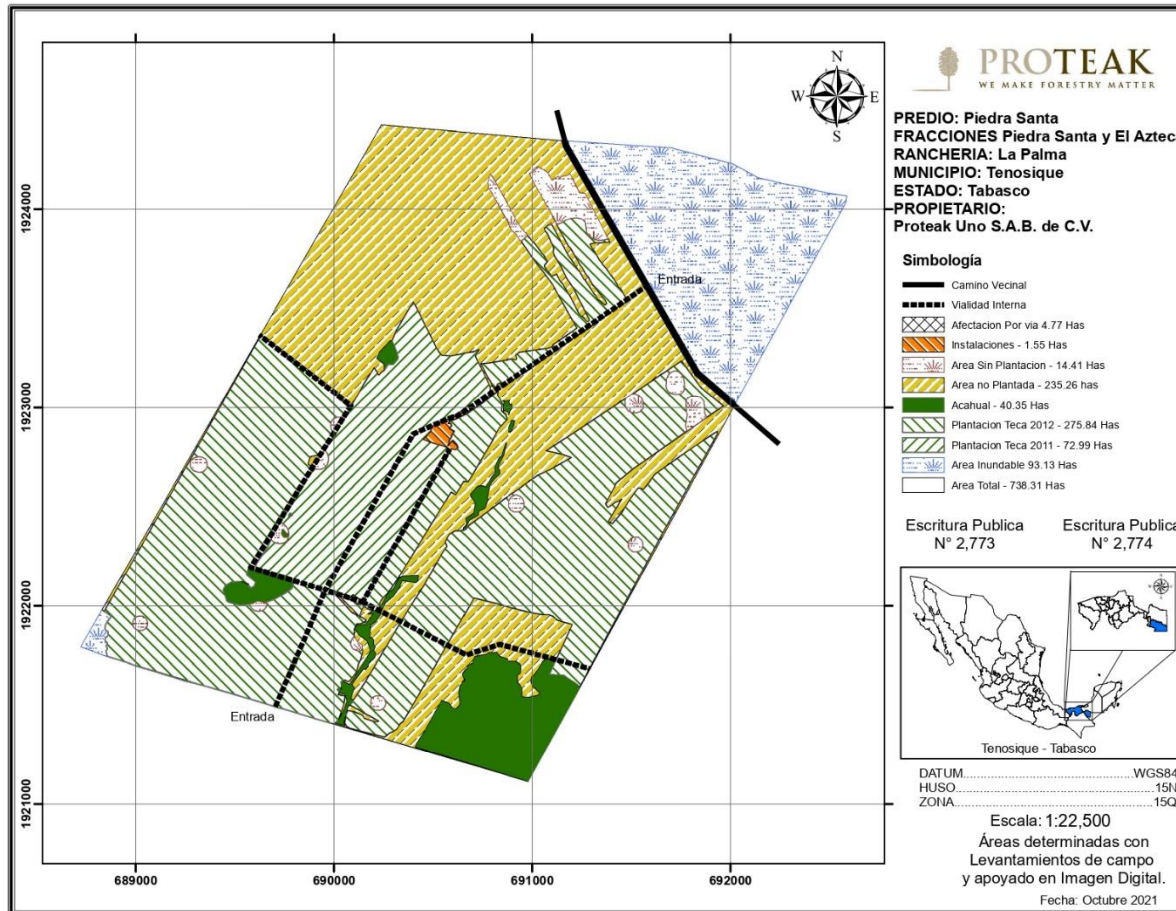 PROTEAK
WE MAKE FORESTRY MATTER
PREDIO: Piedra Santa
FRACCIONES Piedra Santa y El Aztec
RANCHERIA: La Palma
MUNICIPIO: Tenosique
ESTADO: Tabasco
PROPIETARIO:
Proteak Uno S.A.B. de C.V.
Simbología
Camino Vecinal
Vialidad Interna
Afectacion Por via 4.77 Has
Instalaciones - 1.55 Has
Area Sin Plantacion - 14.41 Has
Area no Plantada - 235.26 has
Acahual - 40.35 Has
Plantacion Teca 2012 - 275.84 Has
Plantacion Teca 2011 - 72.99 Has
Area Inundable 93.13 Has
Area Total - 738.31 Has
Escritura Publica
N° 2,773
Escritura Publica
N° 2,774
Tenosique - Tabasco
DATUM WGS84
HUSO 15N
ZONA 15Q
Escala: 1:22,500
Áreas determinadas con
Levantamientos de campo
y apoyado en Imagen Digital.
Fecha: Octubre 2021
N
W E
S
Entrada
Entrada
1924000
1923000
1922000
1921000
689000
690000
691000
692000